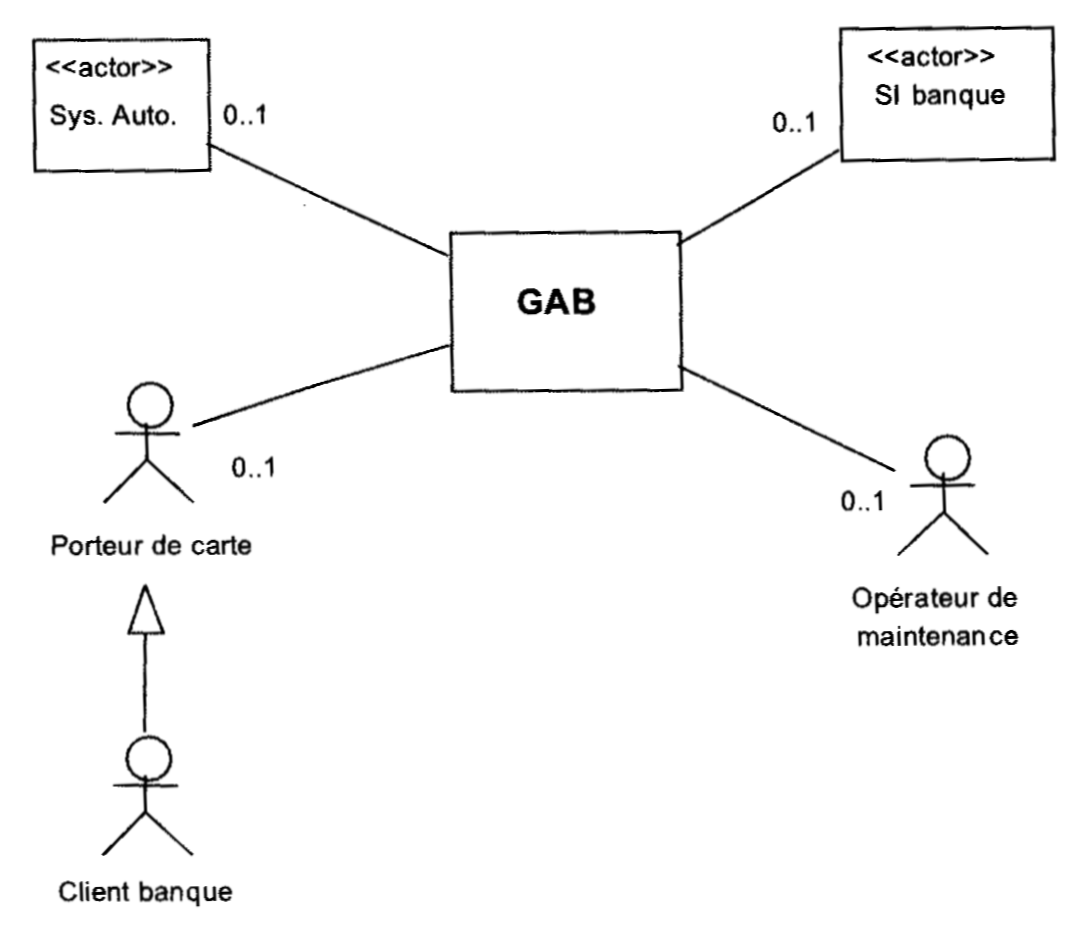 <<actor>>
Sys. Auto.
0..1
<<actor>>
SI banque
0..1
GAB
0..1
Porteur de carte
0..1
Opérateur de
maintenance
Client banque